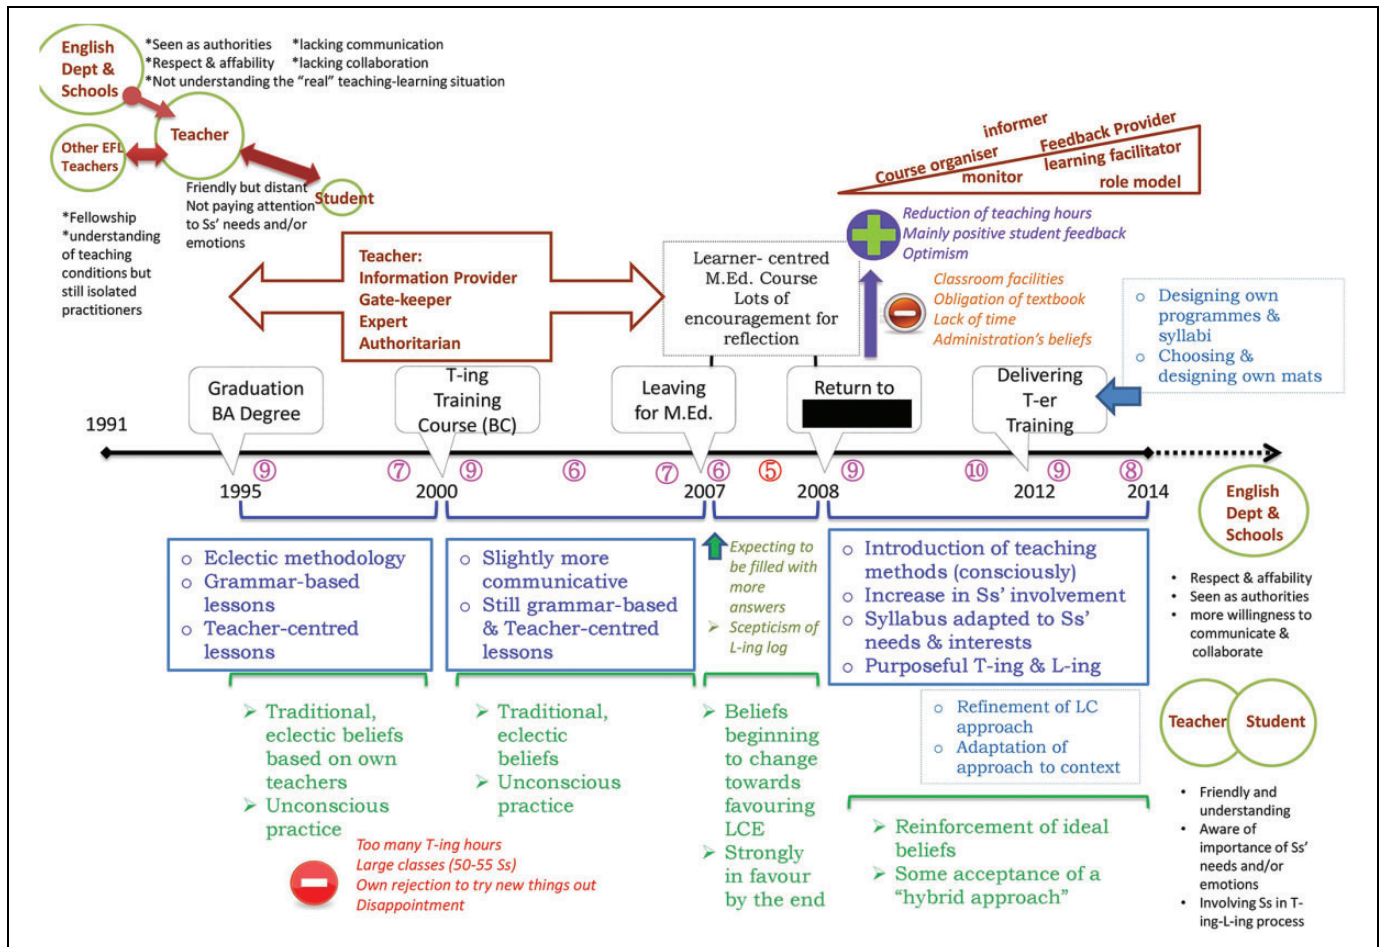 English
Dept &
Schools
*Seen as authorities *lacking communication
*Respect & affability *lacking collaboration
*Not understanding the “real” teaching-learning situation
Teacher
Other EFL
Teachers
Student
Friendly but distant
Not paying attention
to Ss’ needs and/or
emotions
*Fellowship
*understanding
of teaching
conditions but
still isolated
practitioners
Teacher:
Information Provider
Gate-keeper
Expert
Authoritarian
Learner- centred
M.Ed. Course
Lots of
encouragement for
reflection
informer
Course organiser
Feedback Provider
monitor
learning facilitator
role model
Reduction of teaching hours
Mainly positive student feedback
Optimism
Classroom facilities
Obligation of textbook
Lack of time
Administration’s beliefs
o Designing own
programmes &
syllabi
o Choosing &
designing own mats
Graduation
BA Degree
T-ing
Training
Course (BC)
Leaving
for M.Ed.
Return to
Delivering
T-er
Training
1991
⑨ ⑦ ⑨ ⑥ ⑦ ⑥ ⑤ ⑨ ⑩ ⑨ ⑧
1995 2000 2007 2008 2012 2014
o Eclectic methodology
o Grammar-based
lessons
o Teacher-centred
lessons
o Slightly more
communicative
o Still grammar-based
& Teacher-centred
lessons
Expecting to
be filled with
more
answers
➢ Scepticism of
L-ing log
o Introduction of teaching
methods (consciously)
o Increase in Ss’ involvement
o Syllabus adapted to Ss’
needs & interests
o Purposeful T-ing & L-ing
English
Dept &
Schools
• Respect & affability
• Seen as authorities
• more willingness to
communicate &
collaborate
➢ Traditional,
eclectic beliefs
based on own
teachers
➢ Unconscious
practice
➢ Traditional,
eclectic
beliefs
➢ Unconscious
practice
➢ Beliefs
beginning
to change
towards
favouring
LCE
➢ Strongly
in favour
by the end
o Refinement of LC
approach
o Adaptation of
approach to context
➢ Reinforcement of ideal
beliefs
➢ Some acceptance of a
“hybrid approach”
Teacher Student
• Friendly and
understanding
• Aware of
importance of Ss’
needs and/or
emotions
• Involving Ss in T-
ing-L-ing process
Too many T-ing hours
Large classes (50-55 Ss)
Own rejection to try new things out
Disappointment